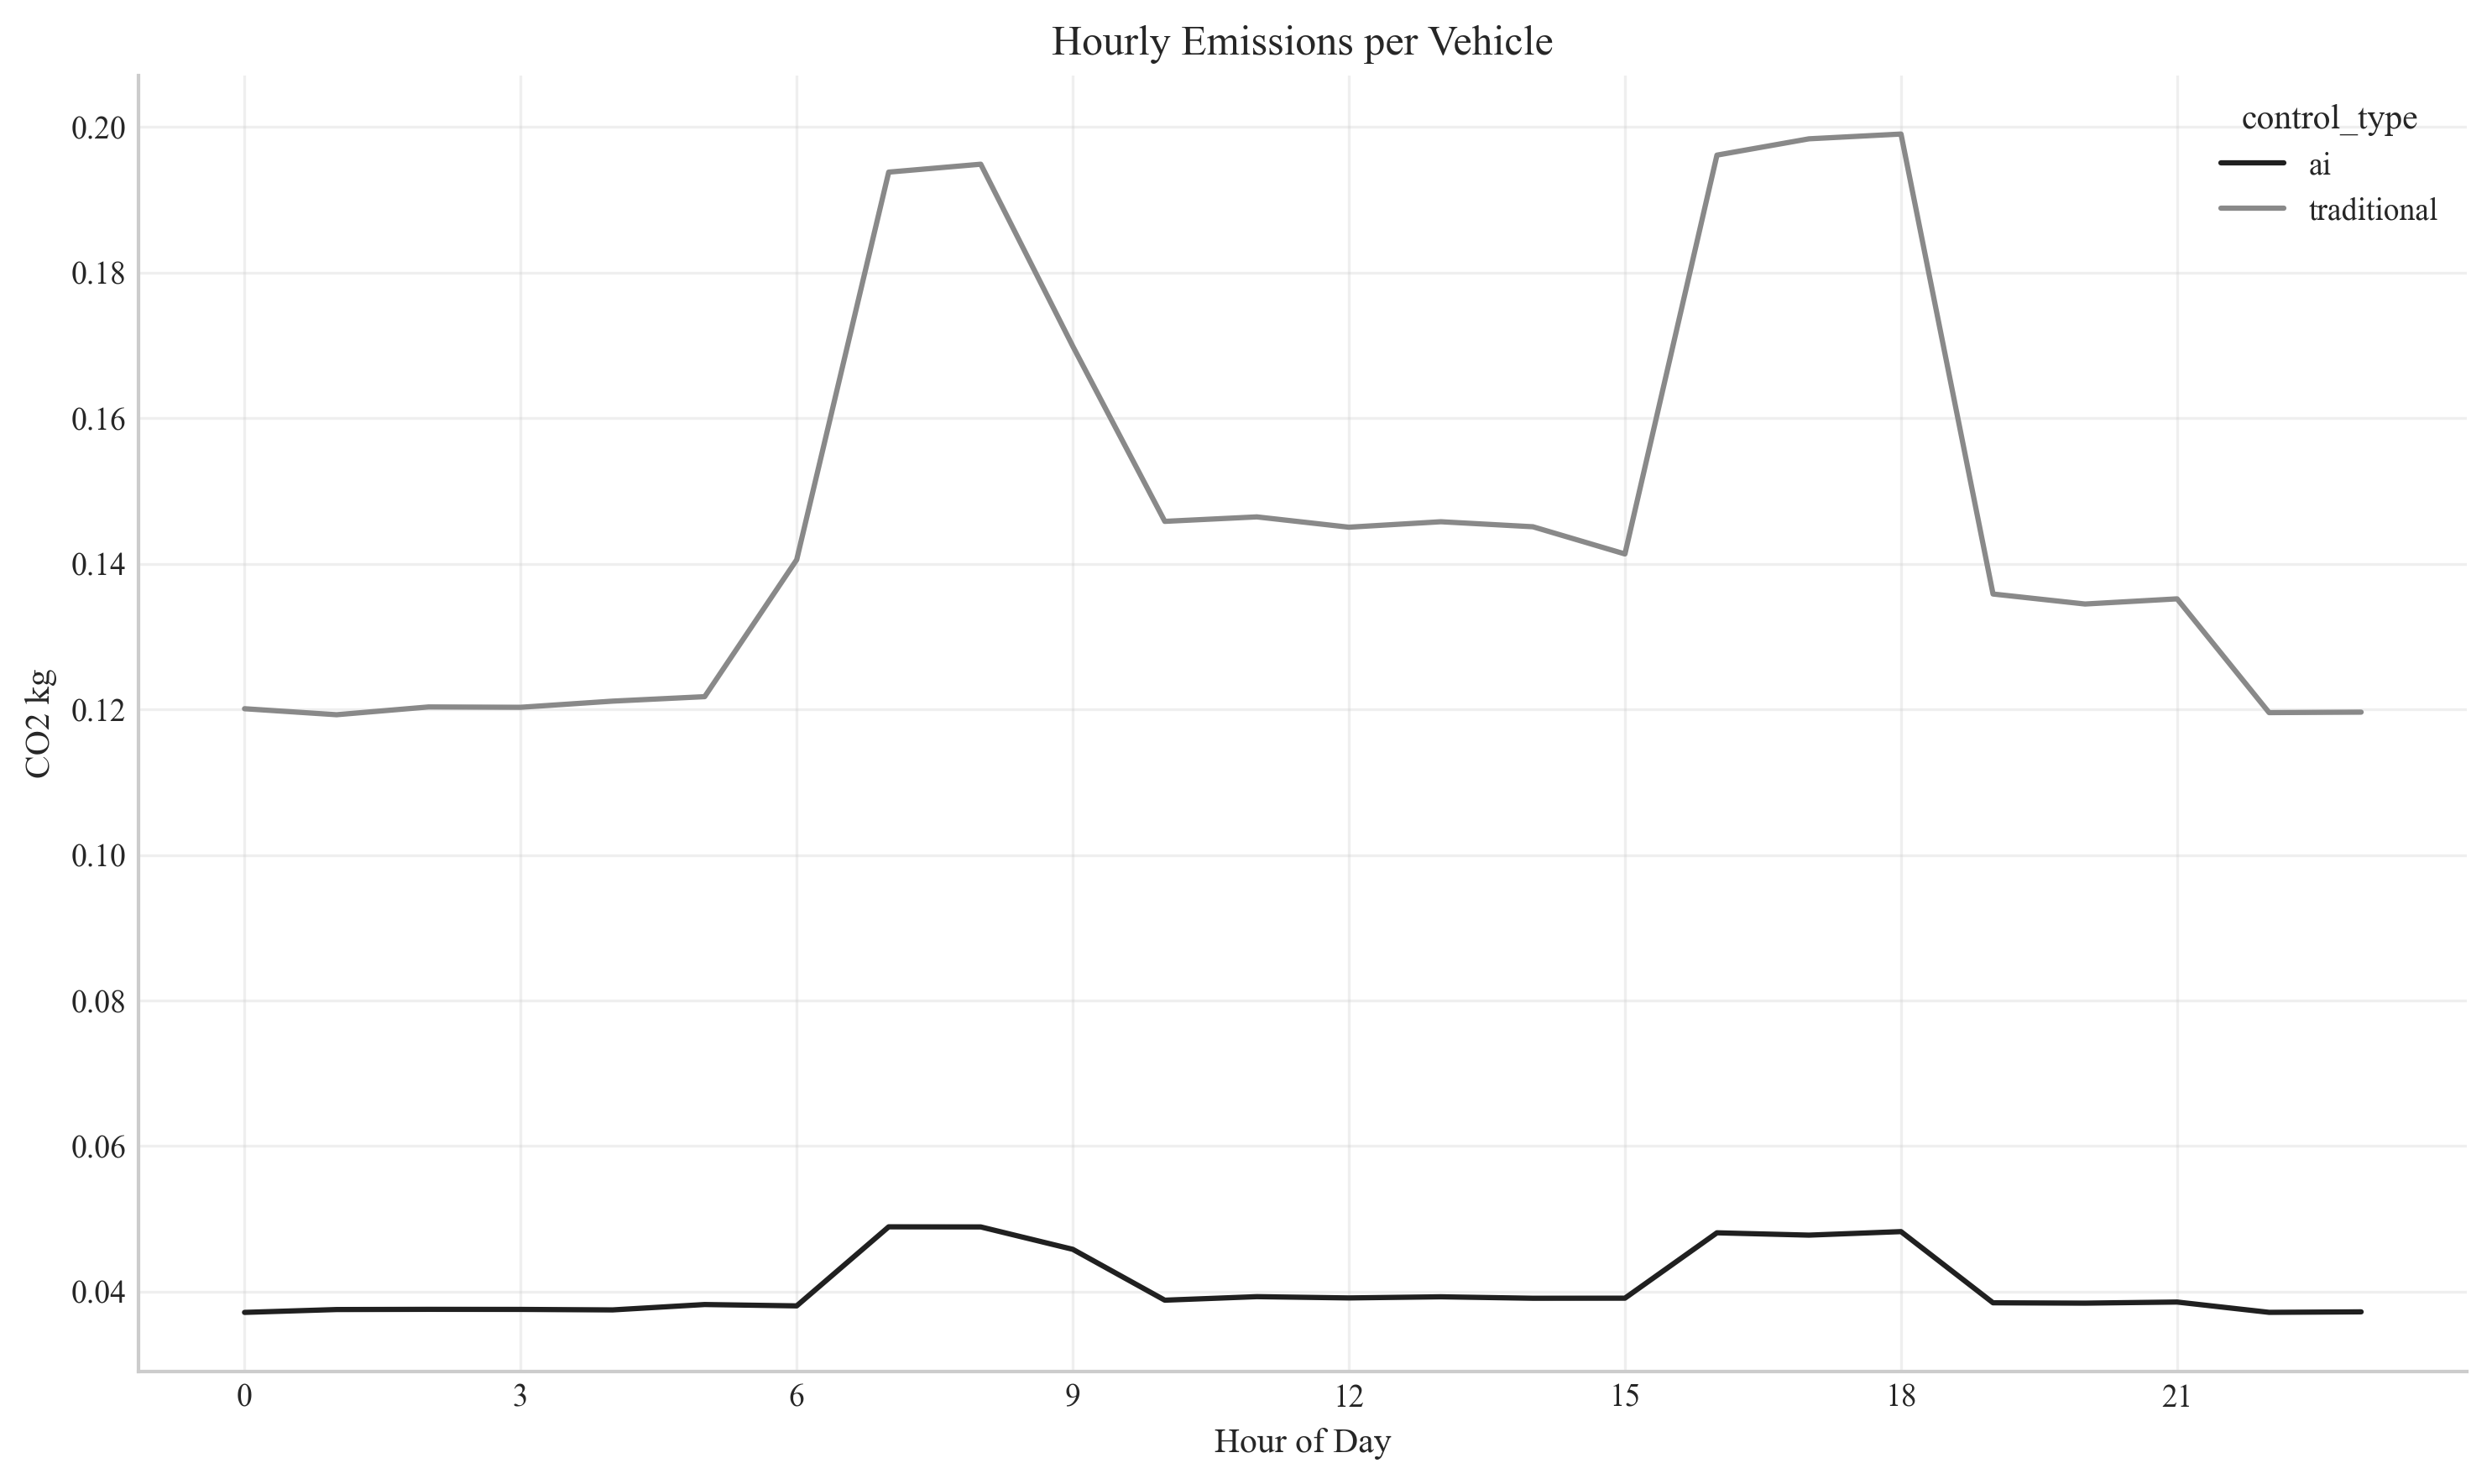 Hourly Emissions per Vehicle
control_type
ai
traditional
0.20
0.18
0.16
0.14
0.12
0.10
0.08
0.06
0.04
CO2 kg
0 3 6 9 12 15 18 21
Hour of Day